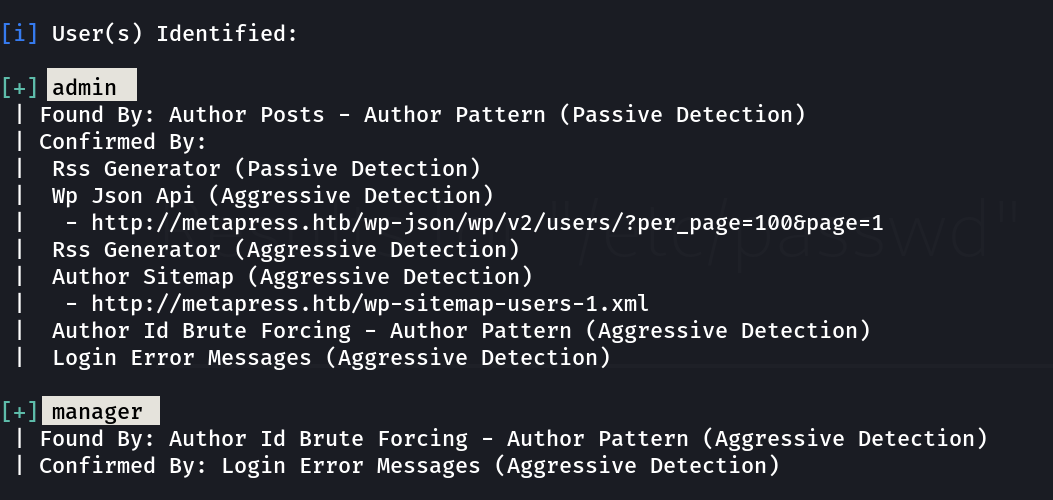 [i] User(s) Identified:
[+] admin
| Found By: Author Posts - Author Pattern (Passive Detection)
| Confirmed By:
|  Rss Generator (Passive Detection)
|  Wp Json Api (Aggressive Detection)
|   - http://metapress.htb/wp-json/wp/v2/users/?per_page=100&page=1
|  Rss Generator (Aggressive Detection)
|  Author Sitemap (Aggressive Detection)
|   - http://metapress.htb/wp-sitemap-users-1.xml
|  Author Id Brute Forcing - Author Pattern (Aggressive Detection)
|  Login Error Messages (Aggressive Detection)
[+] manager
| Found By: Author Id Brute Forcing - Author Pattern (Aggressive Detection)
| Confirmed By: Login Error Messages (Aggressive Detection)
"/etc/passwd"